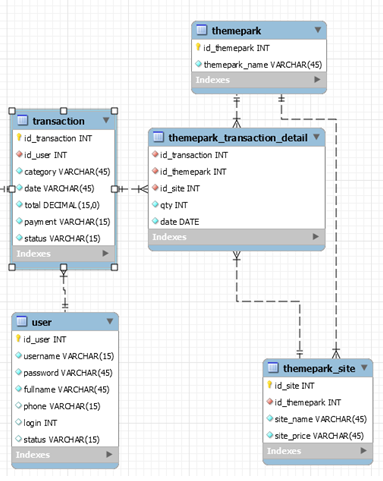 themepark
id_themepark INT
themepark_name VARCHAR(45)
Indexes
transaction
id_transaction INT
id_user INT
category VARCHAR(45)
date VARCHAR(45)
total DECIMAL(15,0)
payment VARCHAR(15)
status VARCHAR(15)
Indexes
themepark_transaction_detail
id_transaction INT
id_themepark INT
id_site INT
qty INT
date DATE
Indexes
user
id_user INT
username VARCHAR(15)
password VARCHAR(45)
fullname VARCHAR(45)
phone VARCHAR(15)
login INT
status VARCHAR(15)
Indexes
themepark_site
id_site INT
id_themepark INT
site_name VARCHAR(45)
site_price VARCHAR(45)
Indexes